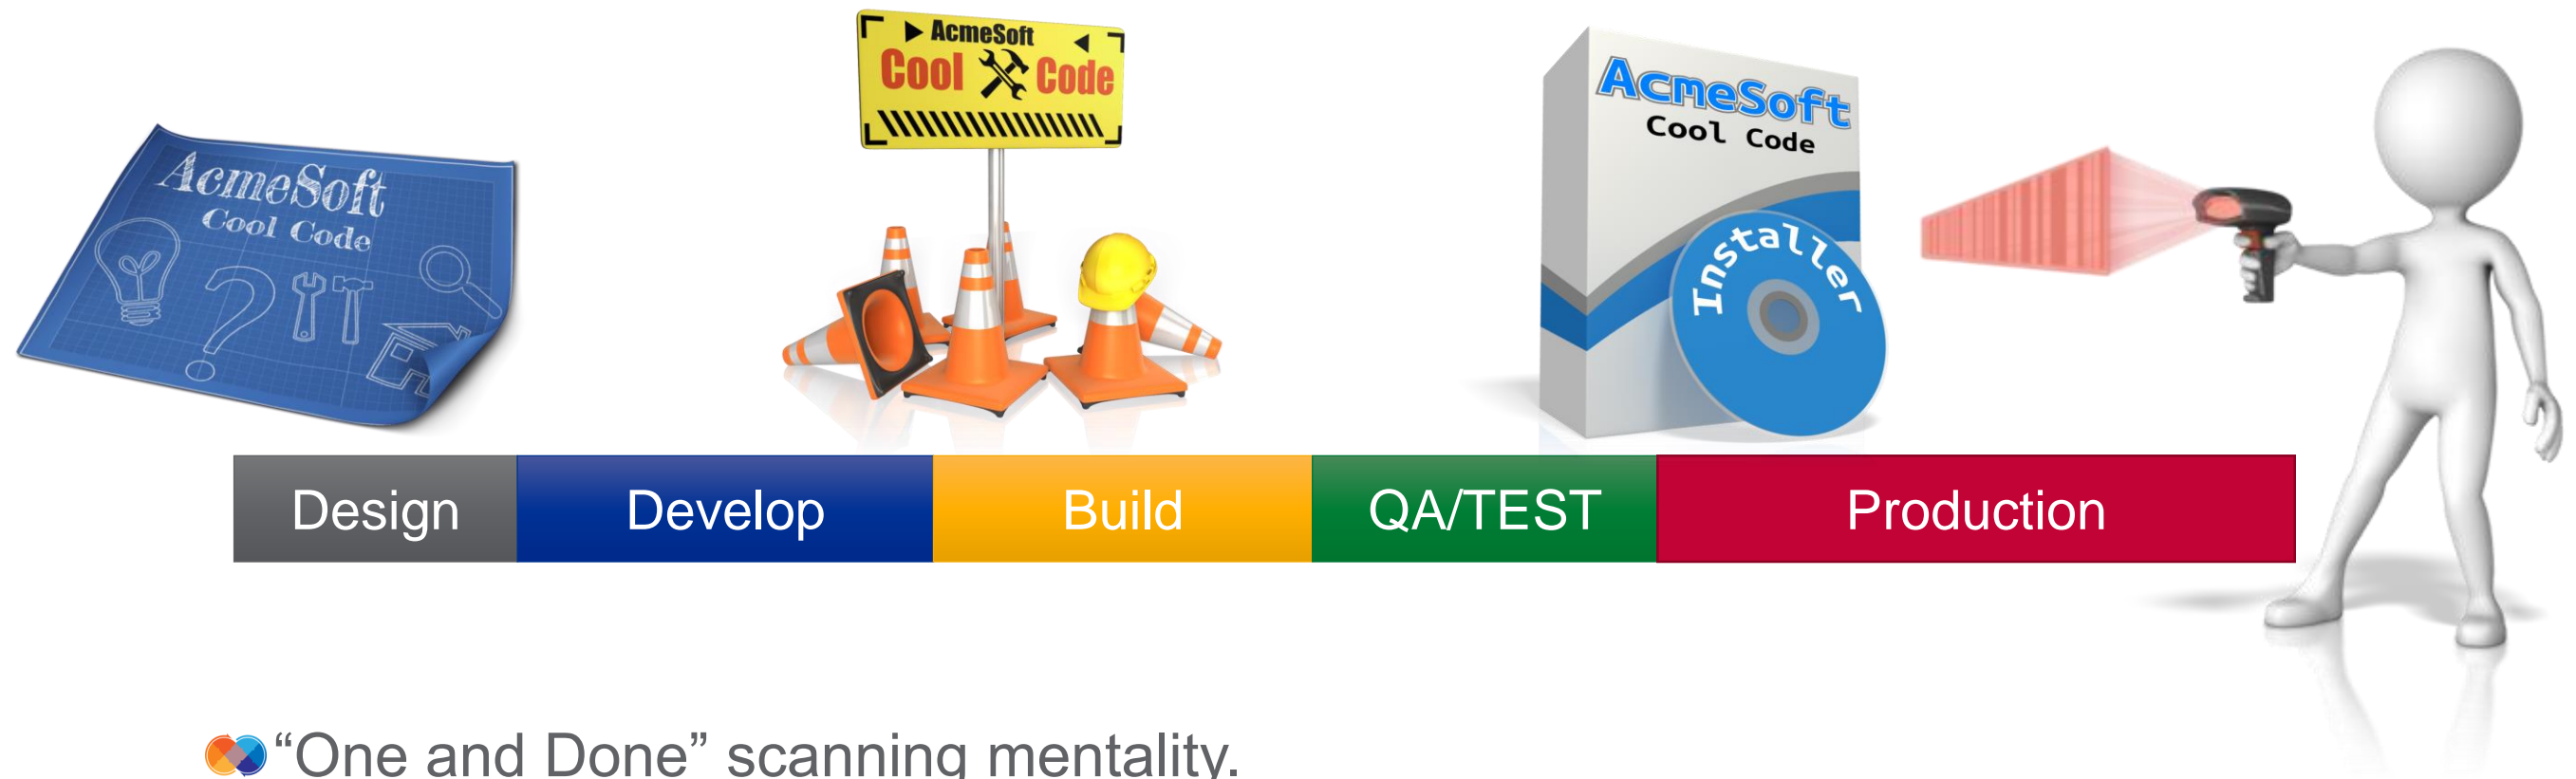 AcmeSoft
Cool Code
AcmeSoft
Cool Code
AcmeSoft
Cool Code
Installer
Design Develop Build QA/TEST Production
“One and Done” scanning mentality.